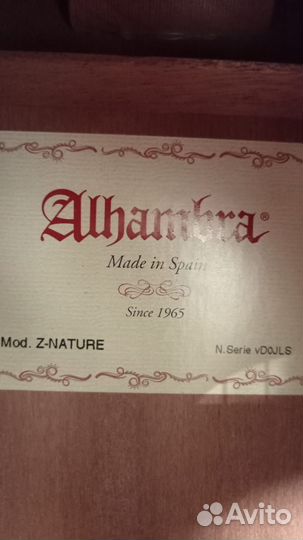 Alhambra®
Made in Spain
Since 1965
Mod. Z-NATURE
N.Serie vD0JLS
Avito